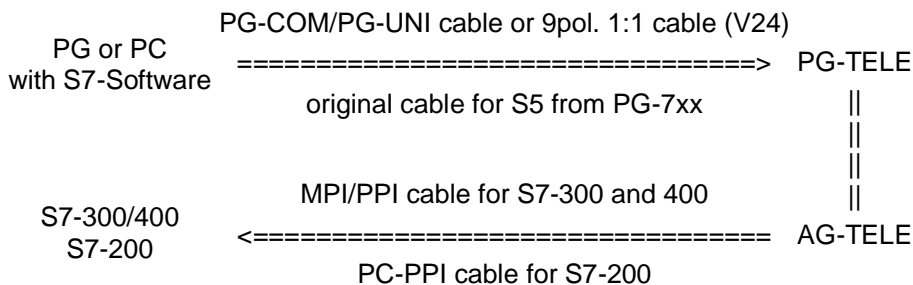 PG-COM/PG-UNI cable or 9pol. 1:1 cable (V24)
PG or PC
with S7-Software
=================================>
PG-TELE
original cable for S5 from PG-7xx
||
||
||
||
MPI/PPI cable for S7-300 and 400
S7-300/400
S7-200
<=================================
AG-TELE
PC-PPI cable for S7-200